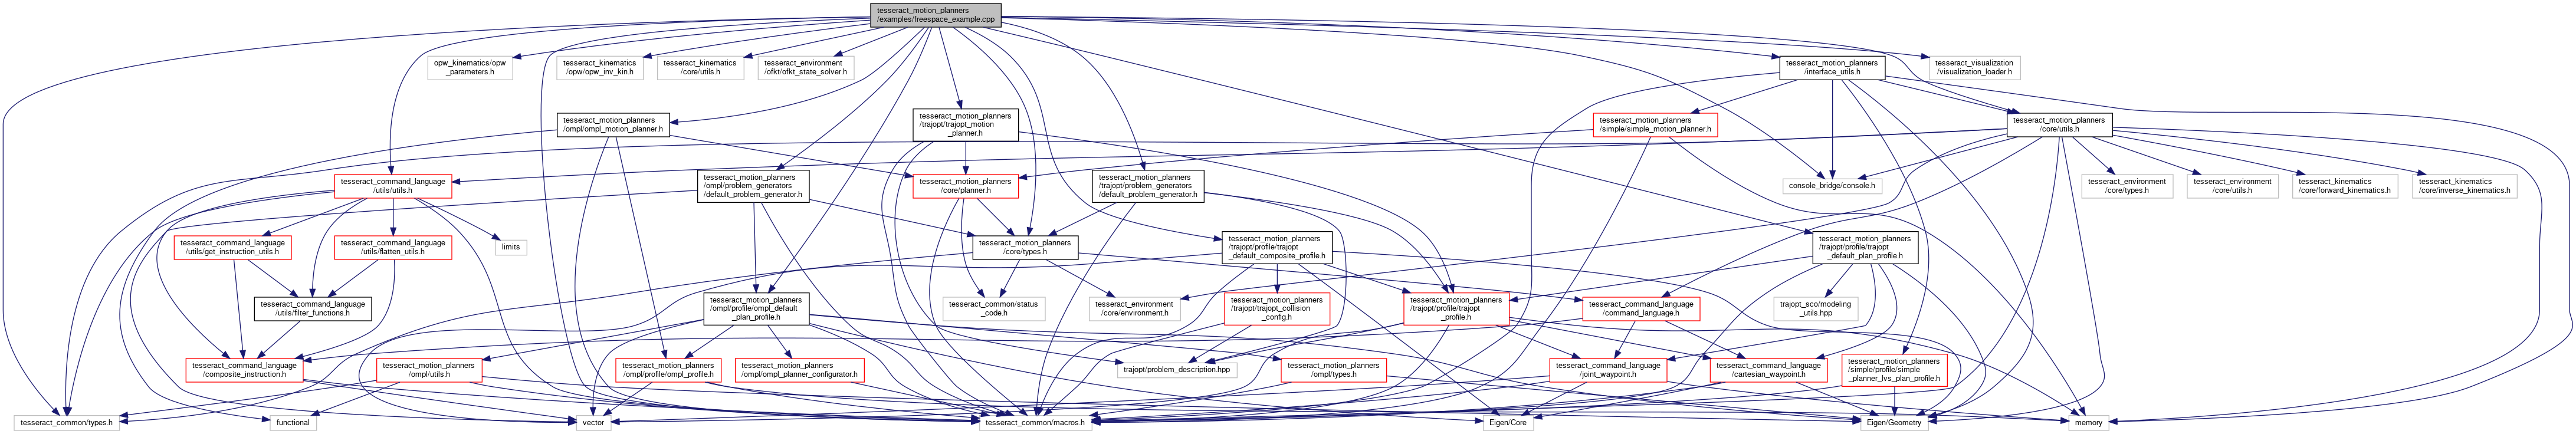 tesseract_motion_planners
/examples/freespace_example.cpp
opw_kinematics/opw
_parameters.h
tesseract_kinematics
/opw/opw_inv_kin.h
tesseract_kinematics
/core/utils.h
tesseract_environment
/ofkt/ofkt_state_solver.h
tesseract_motion_planners
/interface_utils.h
tesseract_visualization
/visualization_loader.h
tesseract_motion_planners
/ompl/ompl_motion_planner.h
tesseract_motion_planners
/trajopt/trajopt_motion
_planner.h
tesseract_motion_planners
/simple/simple_motion_planner.h
tesseract_motion_planners
/core/utils.h
tesseract_command_language
/utils/utils.h
tesseract_motion_planners
/ompl/problem_generators
/default_problem_generator.h
tesseract_motion_planners
/core/planner.h
tesseract_motion_planners
/trajopt/problem_generators
/default_problem_generator.h
console_bridge/console.h
tesseract_environment
/core/types.h
tesseract_environment
/core/utils.h
tesseract_kinematics
/core/forward_kinematics.h
tesseract_kinematics
/core/inverse_kinematics.h
tesseract_command_language
/utils/get_instruction_utils.h
tesseract_command_language
/utils/flatten_utils.h
limits
tesseract_motion_planners
/core/types.h
tesseract_motion_planners
/trajopt/profile/trajopt
_default_composite_profile.h
tesseract_motion_planners
/trajopt/profile/trajopt
_default_plan_profile.h
tesseract_command_language
/utils/filter_functions.h
tesseract_motion_planners
/ompl/profile/ompl_default
_plan_profile.h
tesseract_common/status
_code.h
tesseract_environment
/core/environment.h
tesseract_motion_planners
/trajopt/trajopt_collision
_config.h
tesseract_motion_planners
/trajopt/profile/trajopt
_profile.h
tesseract_command_language
/command_language.h
trajopt_sco/modeling
_utils.hpp
tesseract_command_language
/composite_instruction.h
tesseract_motion_planners
/ompl/utils.h
tesseract_motion_planners
/ompl/profile/ompl_profile.h
tesseract_motion_planners
/ompl/ompl_planner_configurator.h
trajopt/problem_description.hpp
tesseract_motion_planners
/ompl/types.h
tesseract_command_language
/joint_waypoint.h
tesseract_command_language
/cartesian_waypoint.h
tesseract_motion_planners
/simple/profile/simple
_planner_lvs_plan_profile.h
tesseract_common/types.h
functional
vector
tesseract_common/macros.h
Eigen/Core
Eigen/Geometry
memory